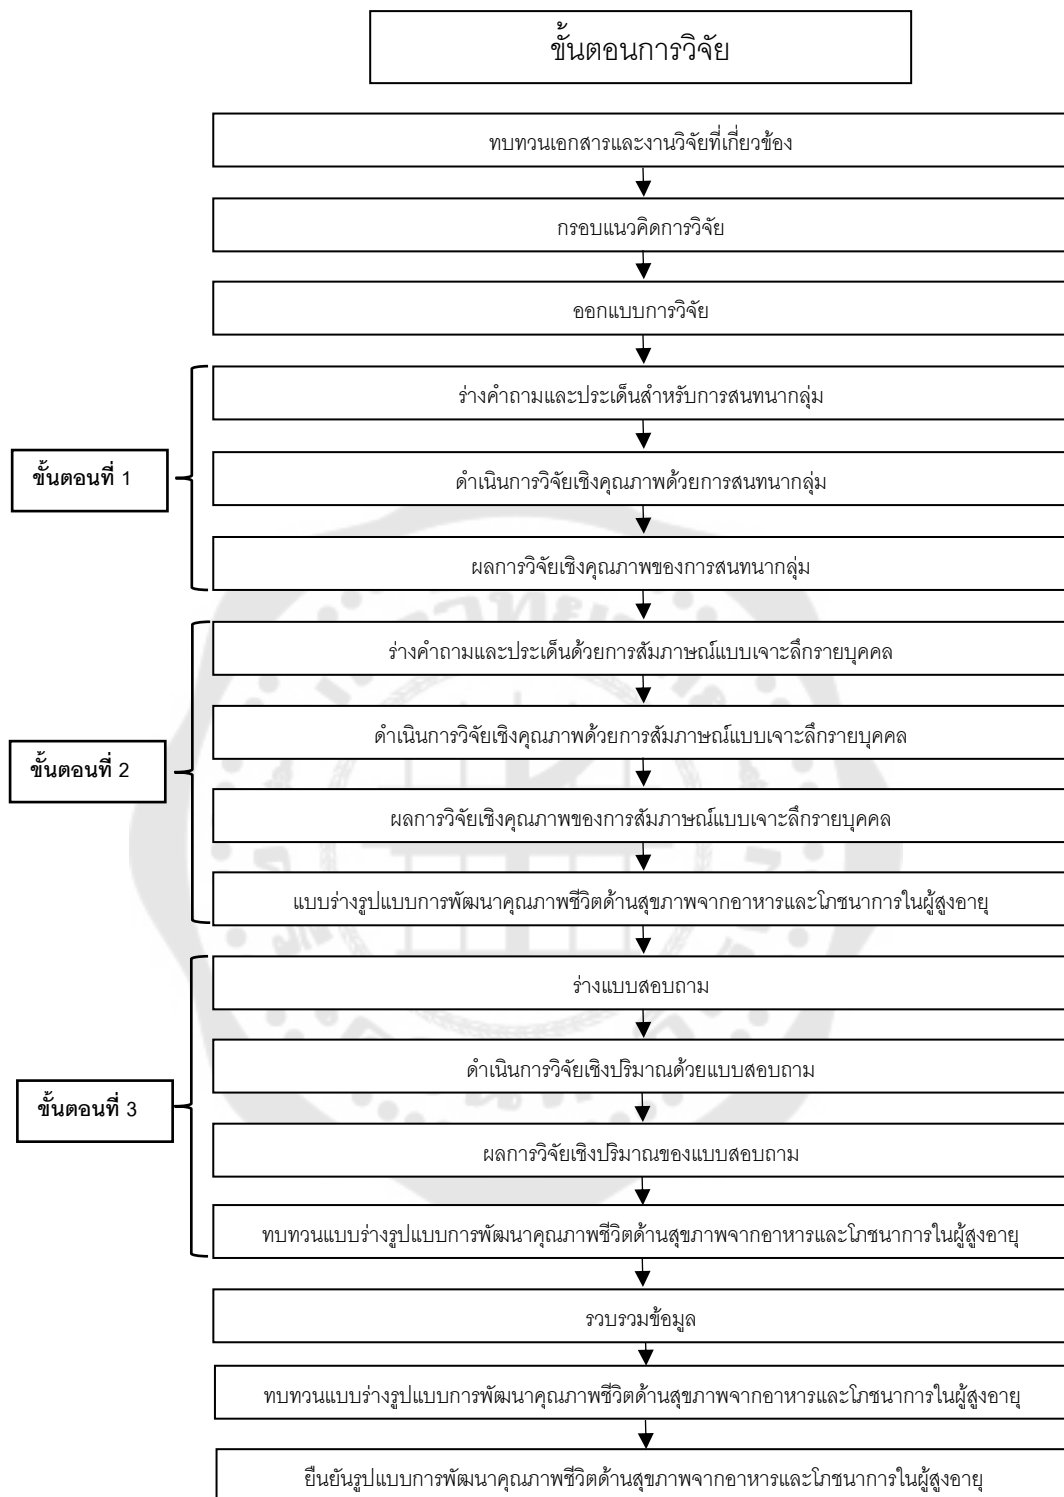 ขั้นตอนการวิจัย
ทบทวนเอกสารและงานวิจัยที่เกี่ยวข้อง
กรอบแนวคิดการวิจัย
ออกแบบการวิจัย
ร่างคำถามและประเด็นสำหรับการสนทนากลุ่ม
ขั้นตอนที่ 1
ดำเนินการวิจัยเชิงคุณภาพด้วยการสนทนากลุ่ม
ผลการวิจัยเชิงคุณภาพของการสนทนากลุ่ม
ร่างคำถามและประเด็นด้วยการสัมภาษณ์แบบเจาะลึกรายบุคคล
ดำเนินการวิจัยเชิงคุณภาพด้วยการสัมภาษณ์แบบเจาะลึกรายบุคคล
ขั้นตอนที่ 2
ผลการวิจัยเชิงคุณภาพของการสัมภาษณ์แบบเจาะลึกรายบุคคล
แบบร่างรูปแบบการพัฒนาคุณภาพชีวิตด้านสุขภาพจากอาหารและโภชนาการในผู้สูงอายุ
ร่างแบบสอบถาม
ดำเนินการวิจัยเชิงปริมาณด้วยแบบสอบถาม
ขั้นตอนที่ 3
ผลการวิจัยเชิงปริมาณของแบบสอบถาม
ทบทวนแบบร่างรูปแบบการพัฒนาคุณภาพชีวิตด้านสุขภาพจากอาหารและโภชนาการในผู้สูงอายุ
รวบรวมข้อมูล
ทบทวนแบบร่างรูปแบบการพัฒนาคุณภาพชีวิตด้านสุขภาพจากอาหารและโภชนาการในผู้สูงอายุ
ยืนยันรูปแบบการพัฒนาคุณภาพชีวิตด้านสุขภาพจากอาหารและโภชนาการในผู้สูงอายุ